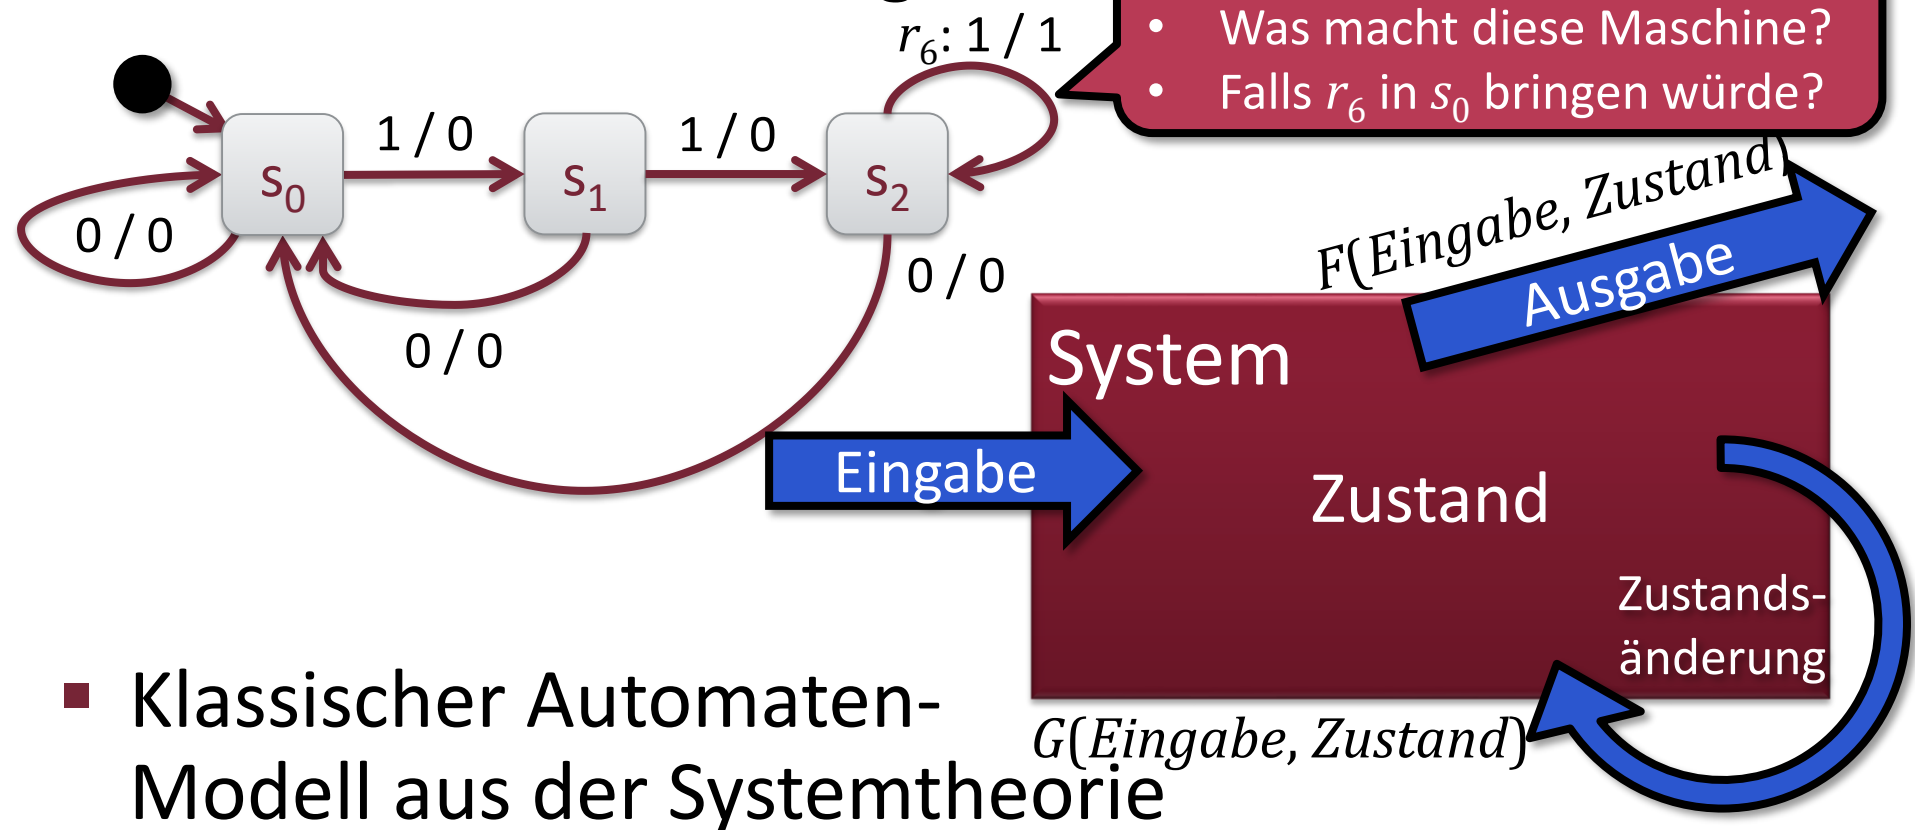 r₆: 1 / 1
• Was macht diese Maschine?
• Falls r₆ in s₀ bringen würde?
1 / 0
1 / 0
s₀
s₁
s₂
0 / 0
0 / 0
0 / 0
F(Eingabe, Zustand)
Ausgabe
System
Eingabe
Zustand
Zustands-
änderung
G(Eingabe, Zustand)
▪ Klassischer Automaten-
Modell aus der Systemtheorie